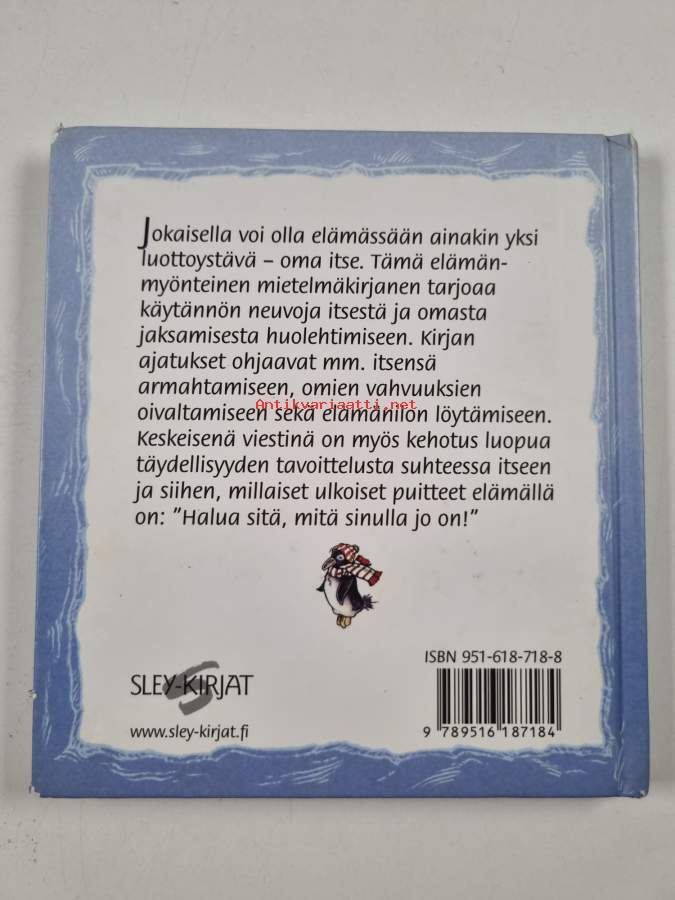 Jokaisella voi olla elämässään ainakin yksi
luottoystävä – oma itse. Tämä elämän-
myönteinen mietelmäkirjanen tarjoaa
käytännön neuvoja itsestä ja omasta
jaksamisesta huolehtimiseen. Kirjan
ajatukset ohjaavat mm. itsensä
armahtamiseen, omien vahvuuksien
Antikvariaatti.net
oivaltamiseen sekä elämänilon löytämiseen.
Keskeisenä viestinä on myös kehotus luopua
täydellisyyden tavoittelusta suhteessa itseen
ja siihen, millaiset ulkoiset puitteet elämällä
on: ”Halua sitä, mitä sinulla jo on!”
ISBN 951-618-718-8
SLEY-KIRJAT
www.sley-kirjat.fi
9 789516 187184